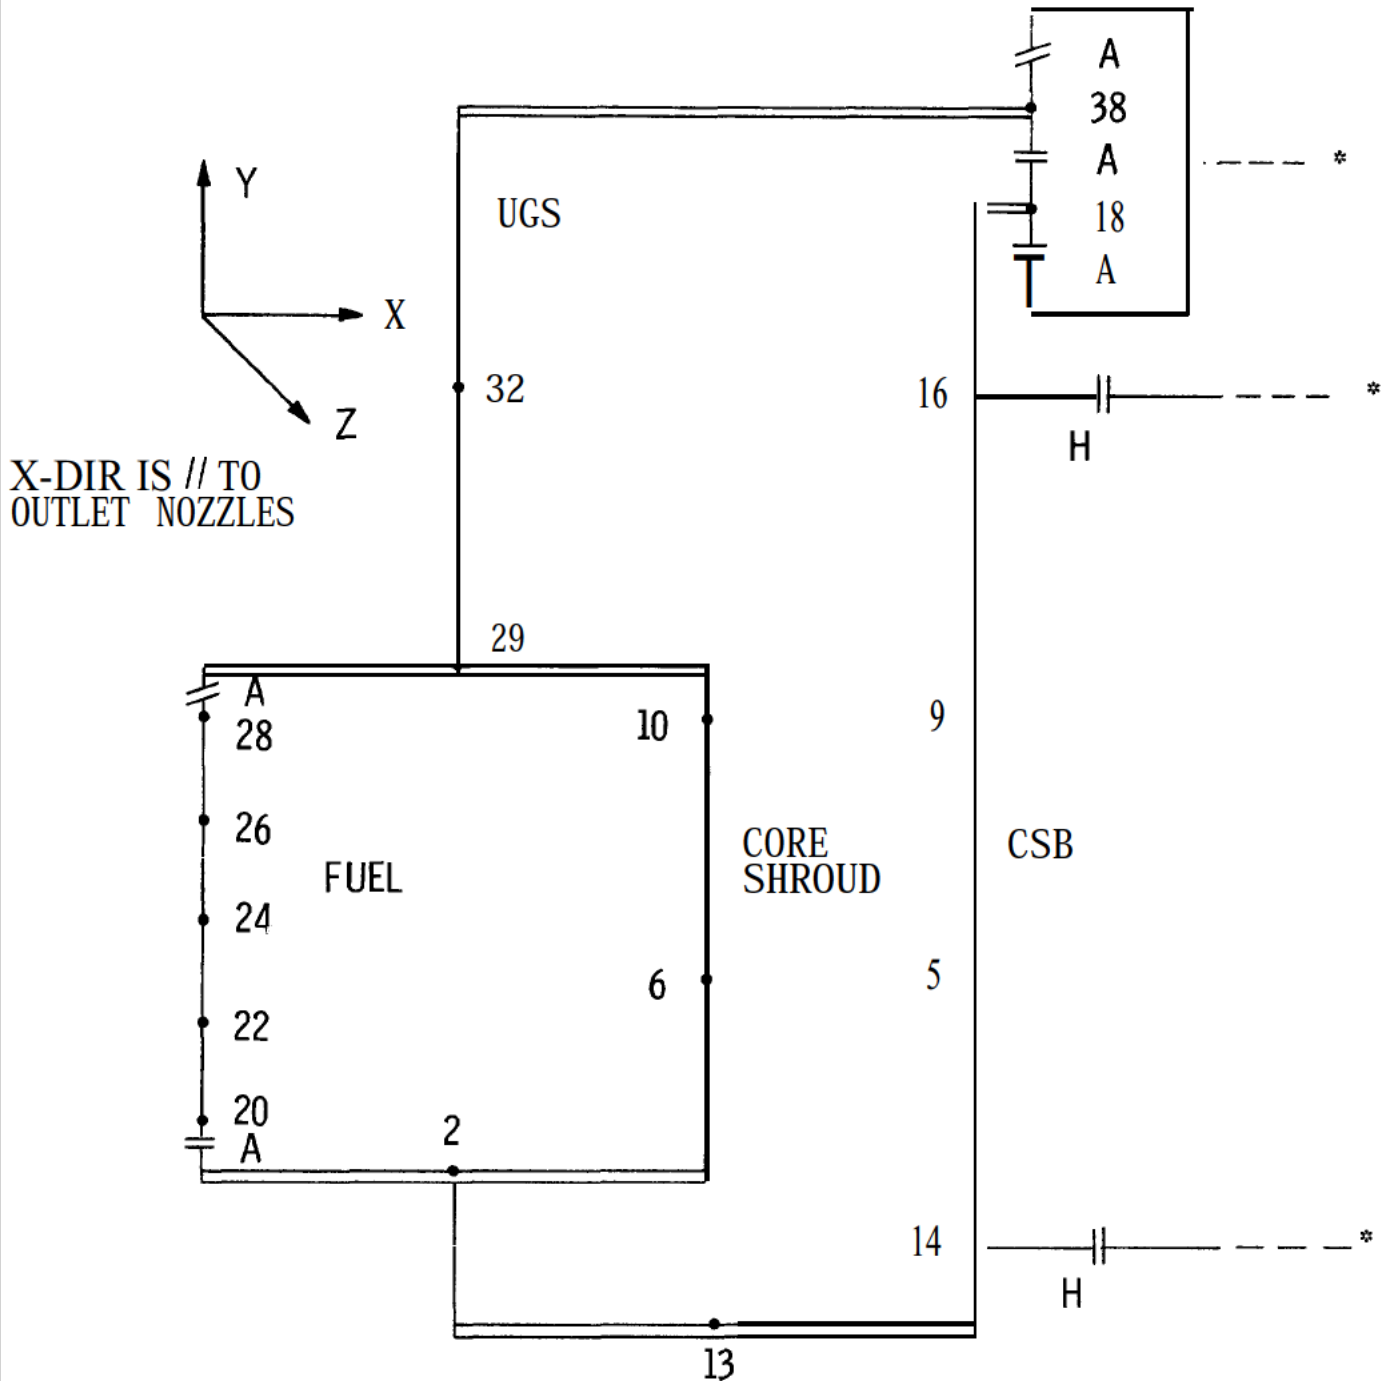 A
38
A
18
A
*
Y
UGS
X
Z
32
16
*
H
X-DIR IS // TO
OUTLET NOZZLES
29
A
28
10
9
26
CORE
SHROUD
CSB
FUEL
24
6
5
22
20
A
2
14
*
H
13